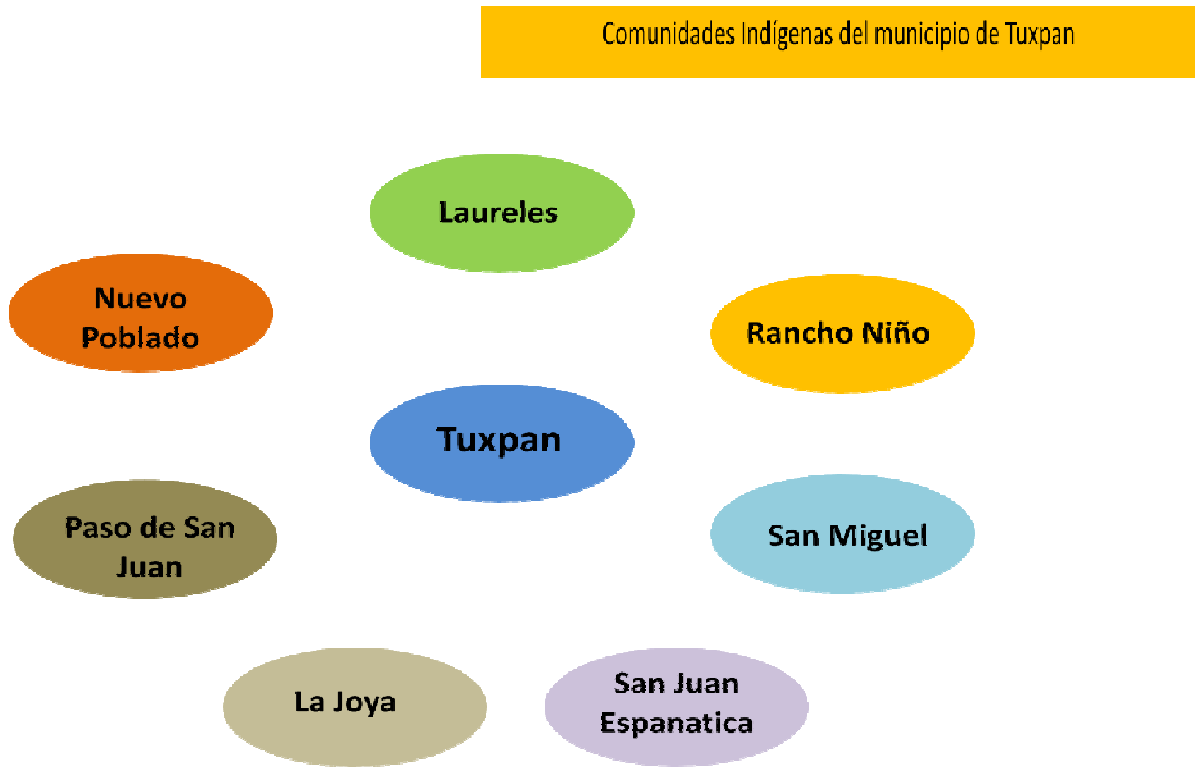 Comunidades Indígenas del municipio de Tuxpan
Laureles
Nuevo
Poblado
Rancho Niño
Tuxpan
Paso de San
Juan
San Miguel
La Joya
San Juan
Espanatica